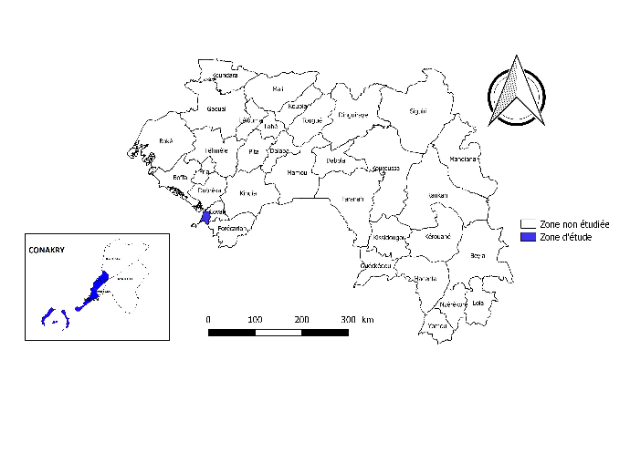 Koundara
Mali
Gaoual
Koubia
Siguiri
Lélouma
Tougué
Dinguiraye
Labé
Boké
Télimélé
Pita
Dalaba
Dabola
Mandiana
Kouroussa
Boffa
Fria
Mamou
Dubréka
Kindia
Kankan
Faranah
Coyah
Forécariah
Kissidougou
Kérouané
Beyla
Guéckédou
Macenta
Nzérékoré
Lola
Yomou
Zone non étudiée
Zone d'étude
CONAKRY
0 100 200 300 km